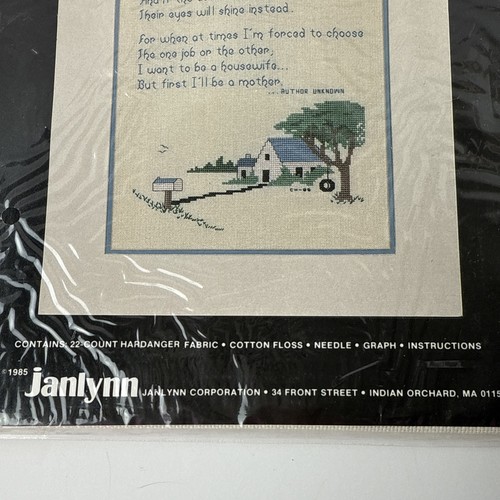 Their eyes will shine instead.
For when at times I'm forced to choose
The one job or the other,
I want to be a housewife...
But first I'll be a mother.
...AUTHOR UNKNOWN
CONTAINS: 22-COUNT HARDANGER FABRIC • COTTON FLOSS • NEEDLE • GRAPH • INSTRUCTIONS
©1985 janlynn JANLYNN CORPORATION • 34 FRONT STREET • INDIAN ORCHARD, MA 0115